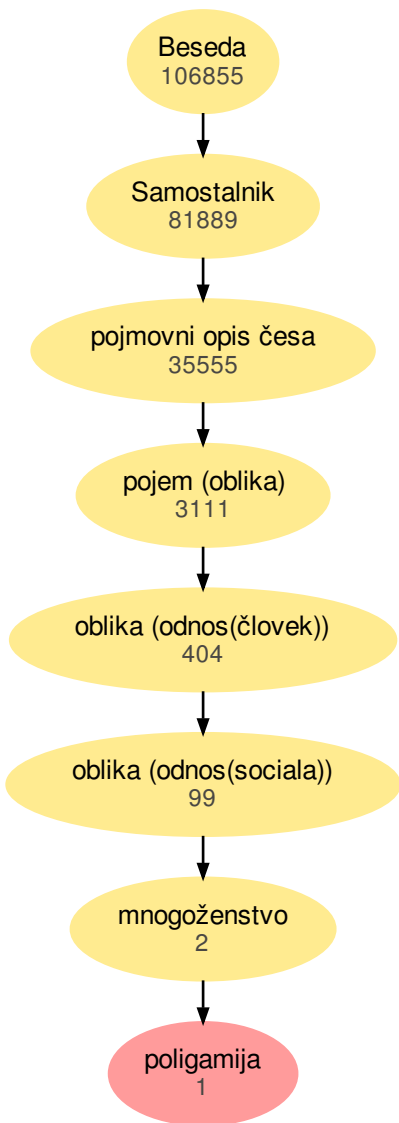 Beseda
106855
Samostalnik
81889
pojmovni opis česa
35555
pojem (oblika)
3111
oblika (odnos(človek))
404
oblika (odnos(sociala))
99
mnogoženstvo
2
poligamija
1